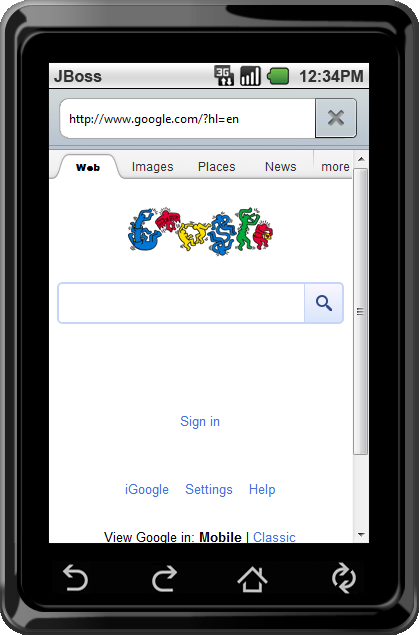 JBoss 3G 12:34PM
http://www.google.com/?hl=en
Web Images Places News more
Google
Sign in
iGoogle Settings Help
View Google in: Mobile | Classic